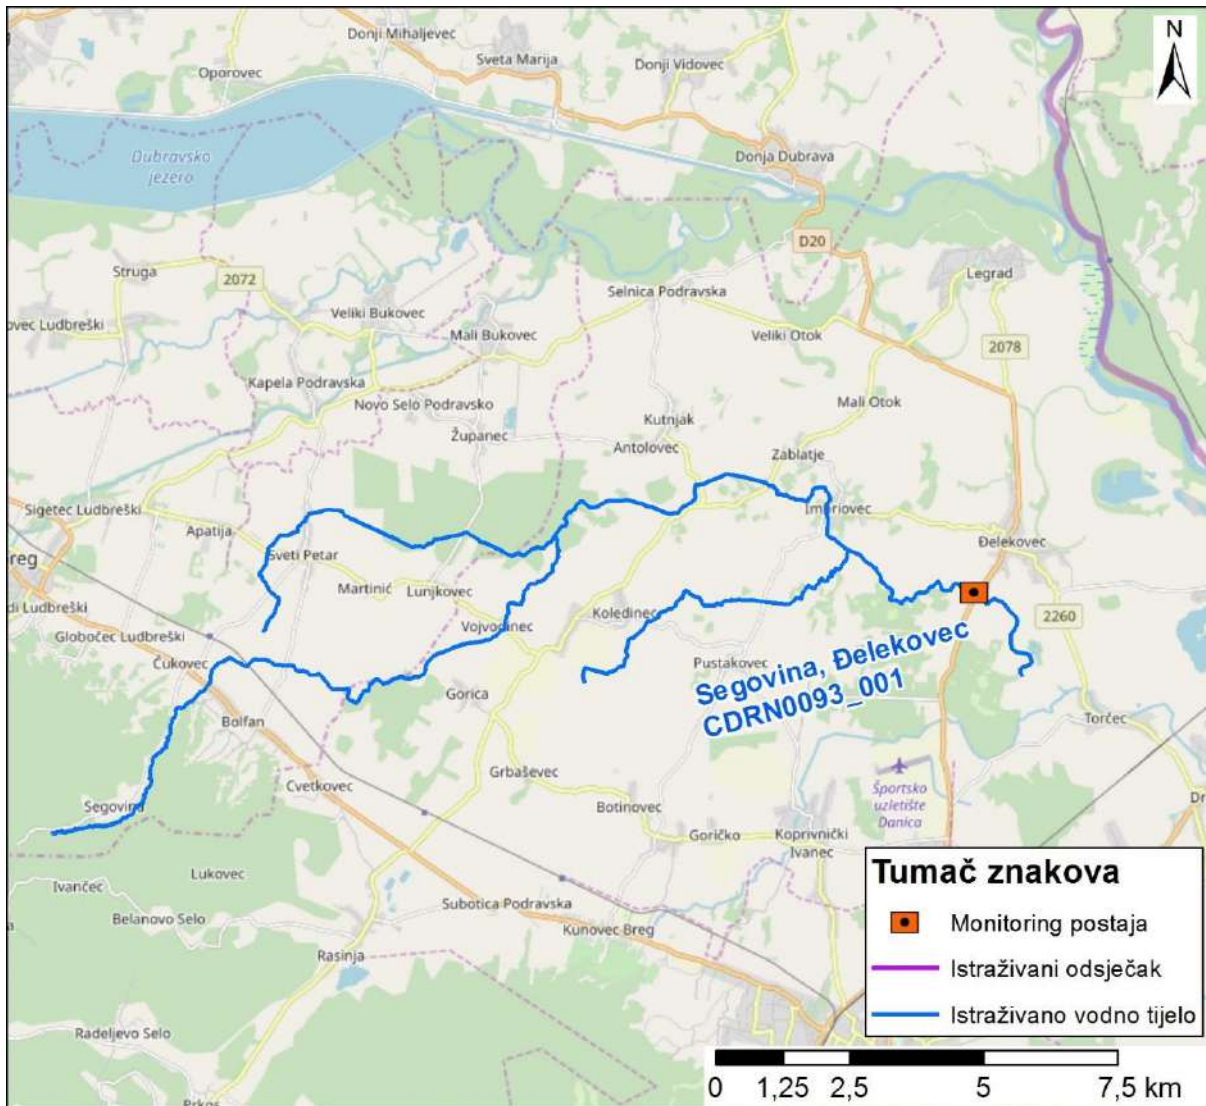 Donji Mihaljevec
N
Sveta Marija
Donji Vidovec
Oporovec
Dubravsko
jezero
Donja Dubrava
D20
Struga
2072
Legrad
Selnica Podravska
Veliki Bukovec
ovec Ludbreški
Mali Bukovec
Veliki Otok
2078
Kapela Podravska
Novo Selo Podravsko
Mali Otok
Kutnjak
Županec
Antolovec
Zablatje
Sigetec Ludbreški
Imbriovec
Apatija
Đelekovec
Sveti Petar
reg
Martinić
Lunjkovec
di Ludbreški
Koledinec
2260
Globočec Ludbreški
Vojvodinec
Čukovec
Pustakovec
Segovina, Đelekovec
CDRN0093_001
Gorica
Bolfan
Torčec
Grbaševec
Cvetkovec
Športsko
uzletište
Danica
Segovina
Botinovec
Dr
Goričko
Koprivnički
Ivanec
Lukovec
Ivančec
Subotica Podravska
Belanovo Selo
Kunovec Breg
Rasinja
Radeljevo Selo
Prkos
Tumač znakova
Monitoring postaja
Istraživani odsječak
Istraživano vodno tijelo
0 1,25 2,5 5 7,5 km